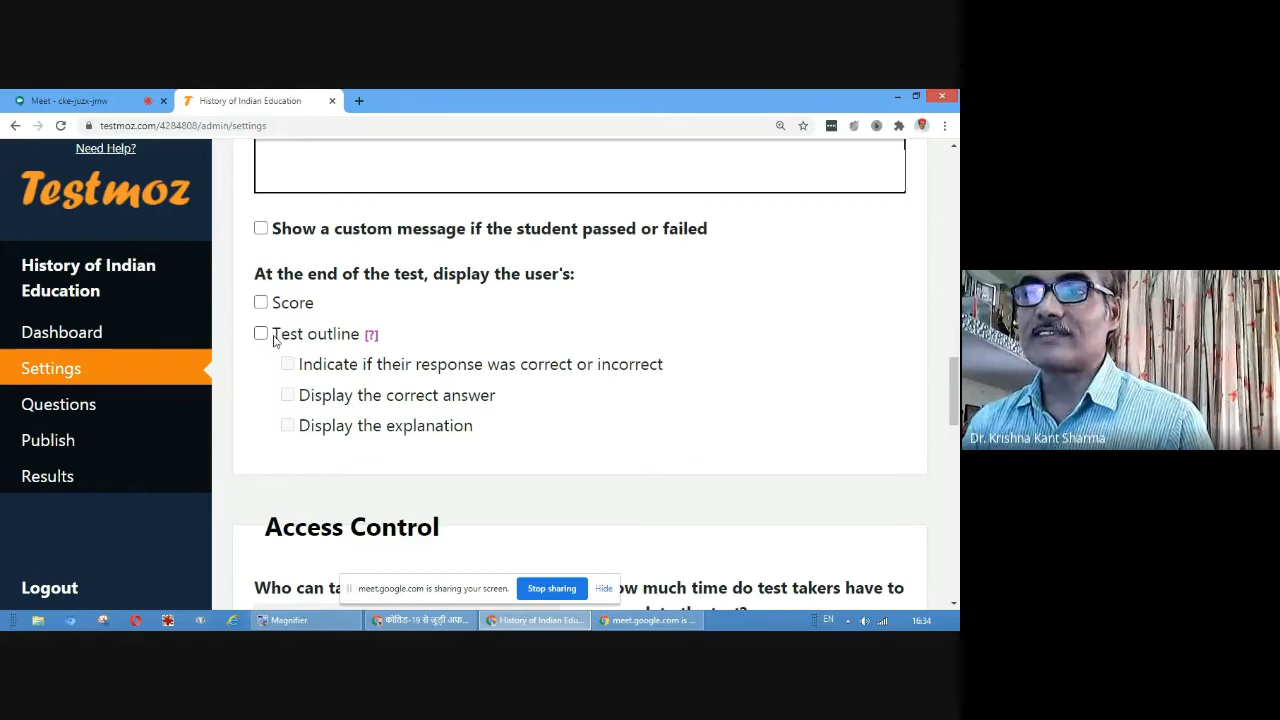 Meet - cke-juzx-jmw
History of Indian Education
testmoz.com/4284808/admin/settings
Need Help?
Testmoz
History of Indian
Education
Dashboard
Settings
Questions
Publish
Results
Logout
Show a custom message if the student passed or failed
At the end of the test, display the user's:
Score
Test outline [?]
Indicate if their response was correct or incorrect
Display the correct answer
Display the explanation
Access Control
Who can ta
ow much time do test takers have to
meet.google.com is sharing your screen.
Stop sharing
Hide
Magnifier
कोविड-19 से जुड़ी अफ...
History of Indian Edu...
meet.google.com is ...
EN
16:34
Dr. Krishna Kant Sharma